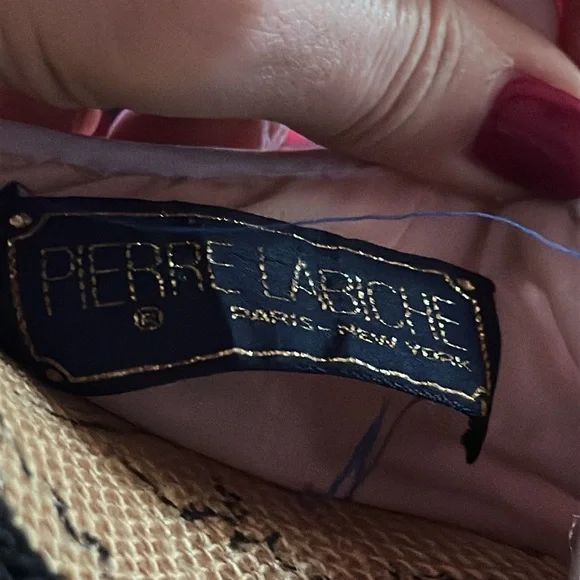 PIERRE LABICHE
®
PARIS - NEW YORK